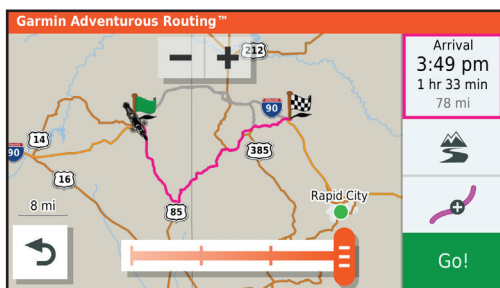 Garmin Adventurous Routing™
− +
212
Arrival
3:49 pm
1 hr 33 min
78 mi
90
14
90
385
16
Rapid City
8 mi
85
Go!